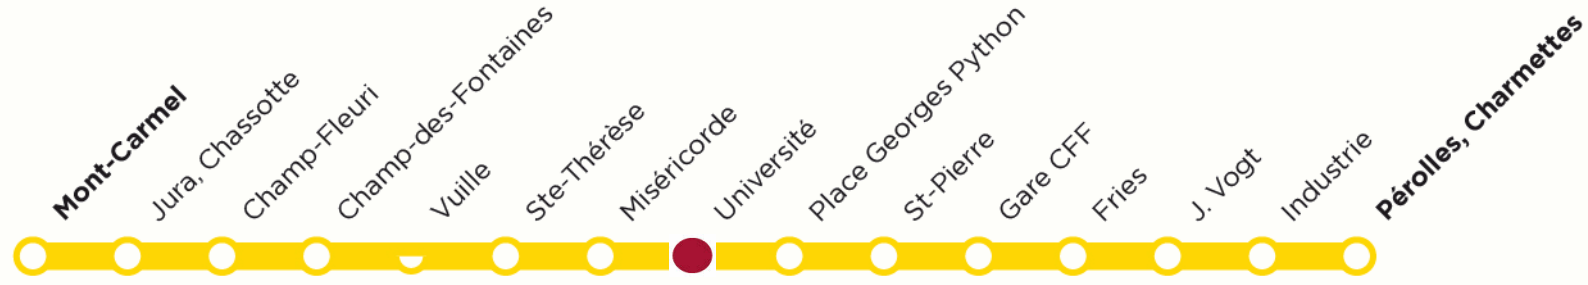 Mont-Carmel
Jura, Chassotte
Champ-Fleuri
Champ-des-Fontaines
Vuille
Ste-Thérèse
Miséricorde
Université
Place Georges Python
St-Pierre
Gare CFF
Fries
J. Vogt
Industrie
Pérolles, Charmettes